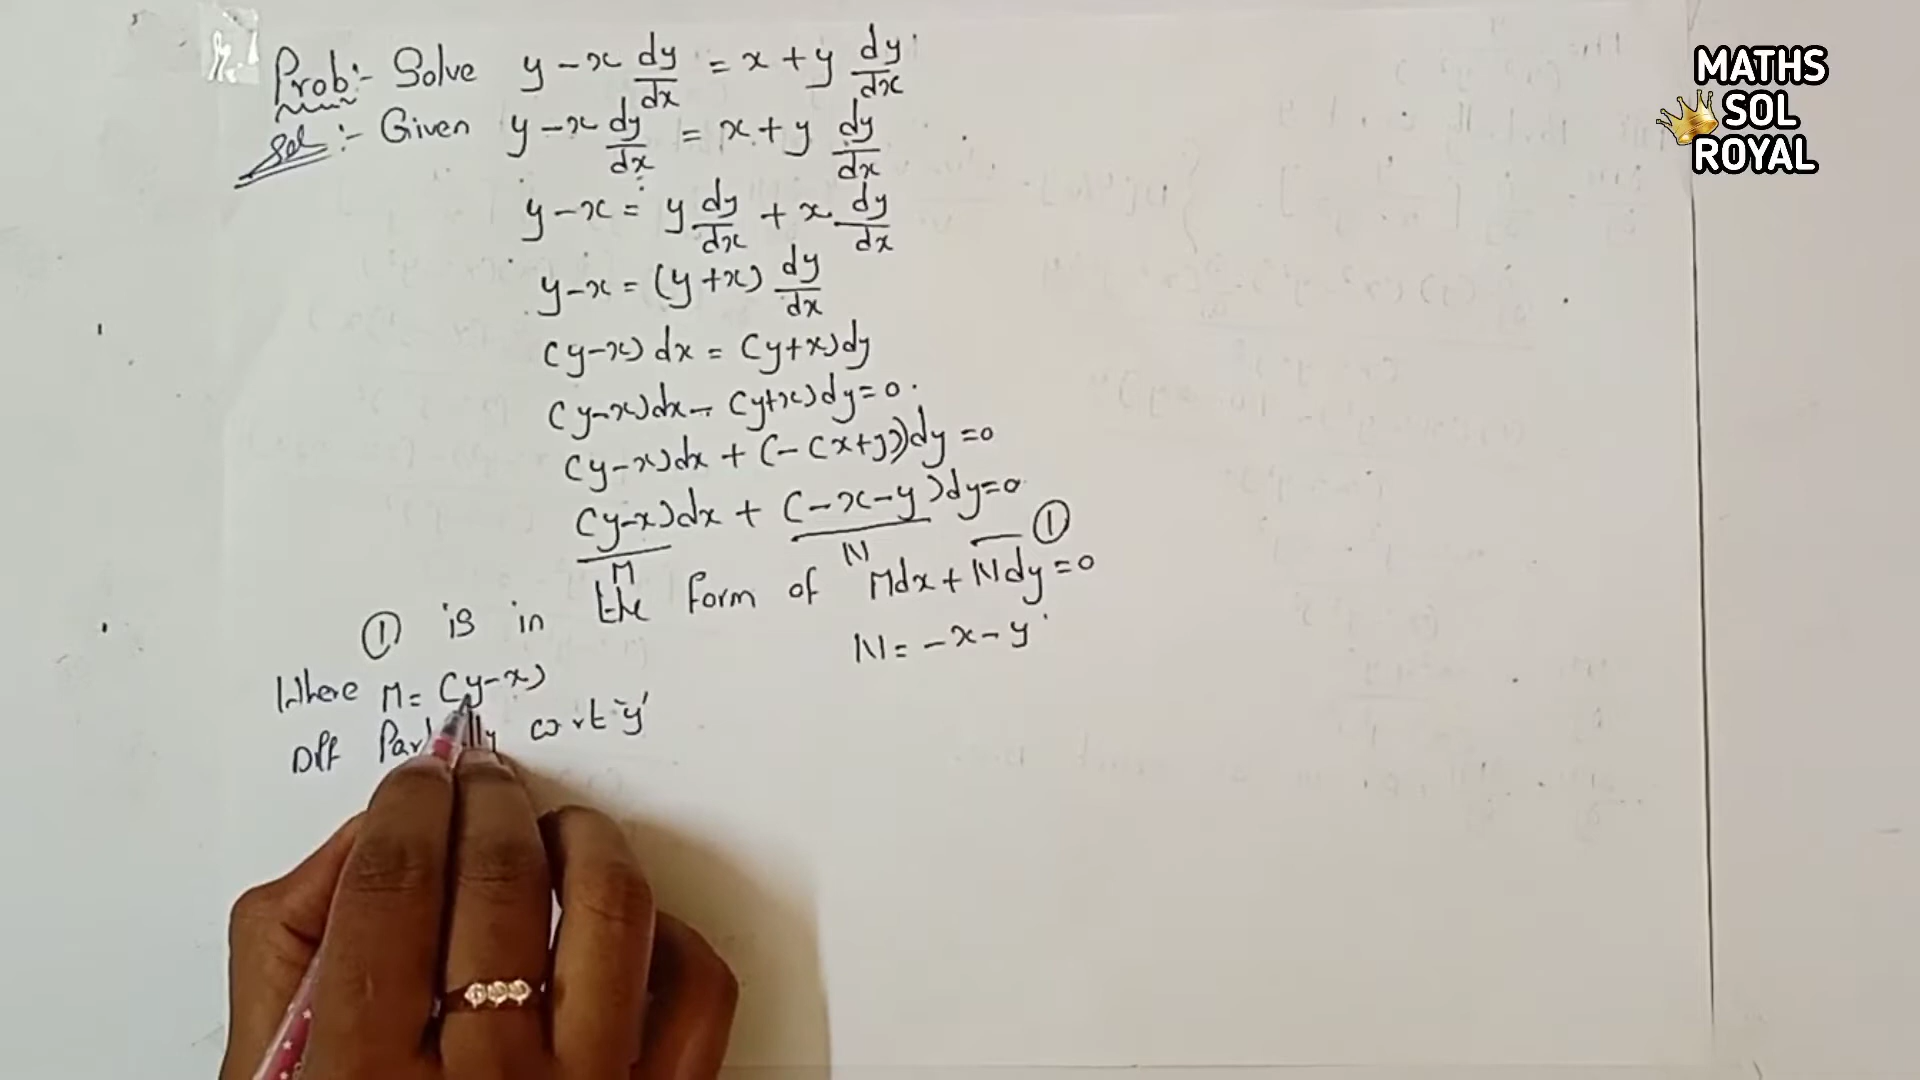 Prob:- Solve y - x dy/dx = x + y dy/dx
Sol:- Given y - x dy/dx = x + y dy/dx
y - x = y dy/dx + x dy/dx
y - x = (y + x) dy/dx
(y - x) dx = (y + x) dy
(y - x) dx - (y + x) dy = 0.
(y - x) dx + (-(x + y)) dy = 0
(y - x) dx + (-x - y) dy = 0
M N — ①
① is in the form of Mdx + Ndy = 0
Where M = (y - x) N = -x - y
Dff wrt 'y'
MATHS
SOL
ROYAL